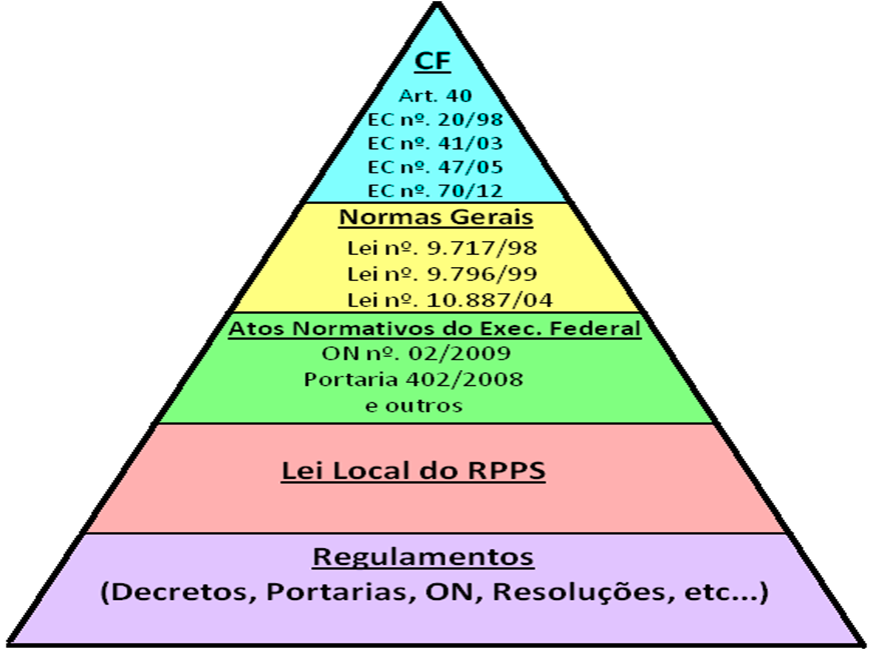 CF
Art. 40
EC nº. 20/98
EC nº. 41/03
EC nº. 47/05
EC nº. 70/12
Normas Gerais
Lei nº. 9.717/98
Lei nº. 9.796/99
Lei nº. 10.887/04
Atos Normativos do Exec. Federal
ON nº. 02/2009
Portaria 402/2008
e outros
Lei Local do RPPS
Regulamentos
(Decretos, Portarias, ON, Resoluções, etc...)